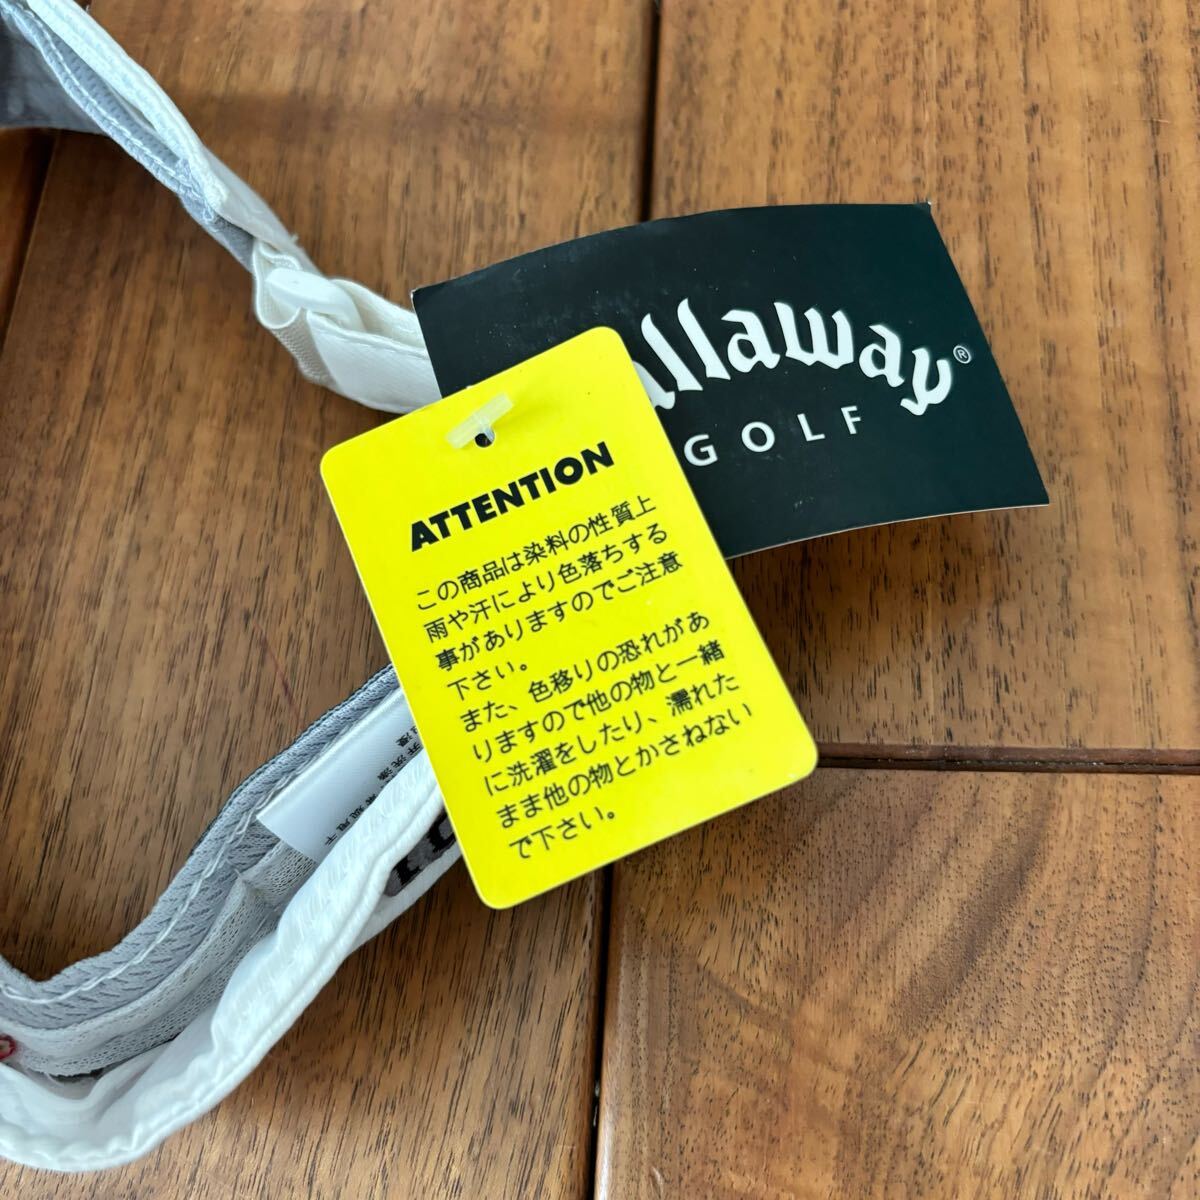 allaway®
GOLF
ATTENTION
この商品は染料の性質上
雨や汗により色落ちする
事がありますのでご注意
下さい。
また、色移りの恐れがあ
りますので他の物と一緒
に洗濯をしたり、濡れた
まま他の物とかさねない
で下さい。